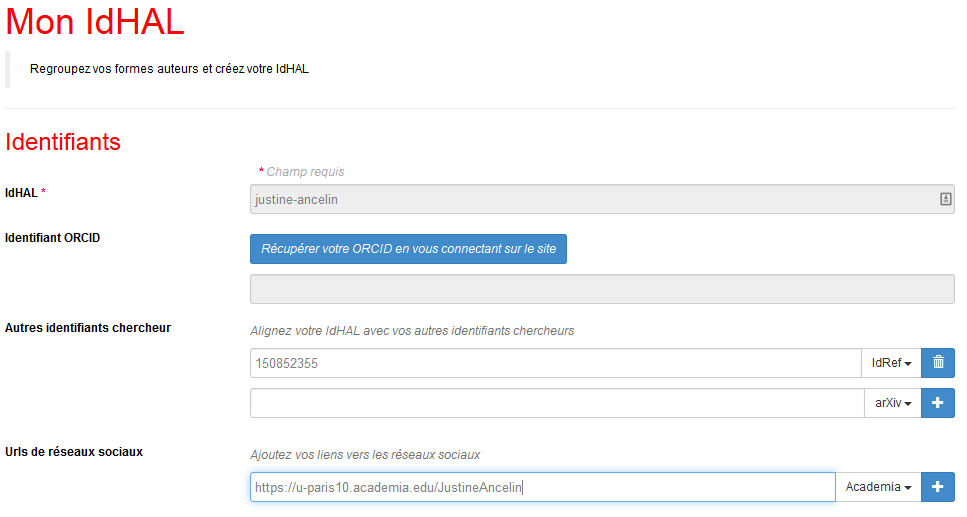 Mon IdHAL
Regroupez vos formes auteurs et créez votre IdHAL
Identifiants
* Champ requis
IdHAL *
justine-ancelin
Identifiant ORCID
Récupérer votre ORCID en vous connectant sur le site
Autres identifiants chercheur
Alignez votre IdHAL avec vos autres identifiants chercheurs
150852355 IdRef
arXiv
Urls de réseaux sociaux
Ajoutez vos liens vers les réseaux sociaux
https://u-paris10.academia.edu/JustineAncelin Academia